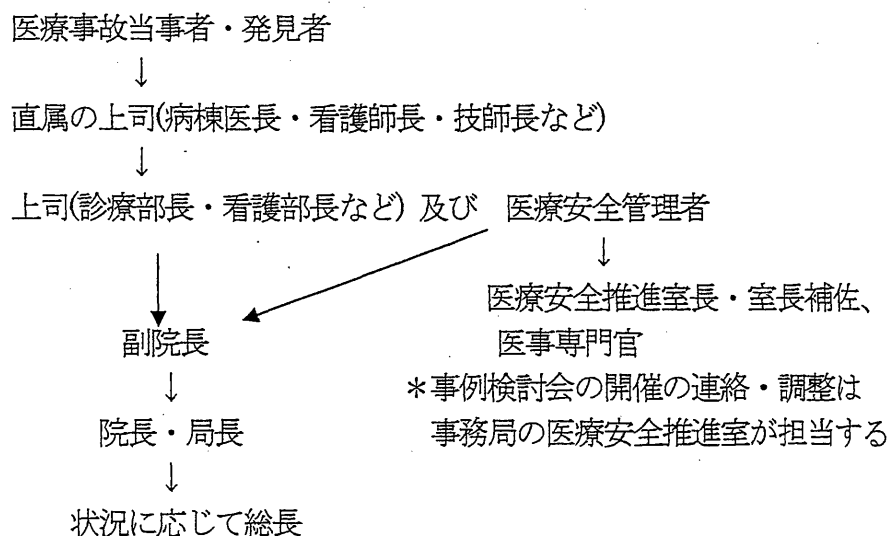 医療事故当事者・発見者
↓
直属の上司(病棟医長・看護師長・技師長など)
↓
上司(診療部長・看護部長など) 及び 医療安全管理者
↓
医療安全推進室長・室長補佐、
副院長 医事専門官
↓ *事例検討会の開催の連絡・調整は
院長・局長 事務局の医療安全推進室が担当する
↓
状況に応じて総長